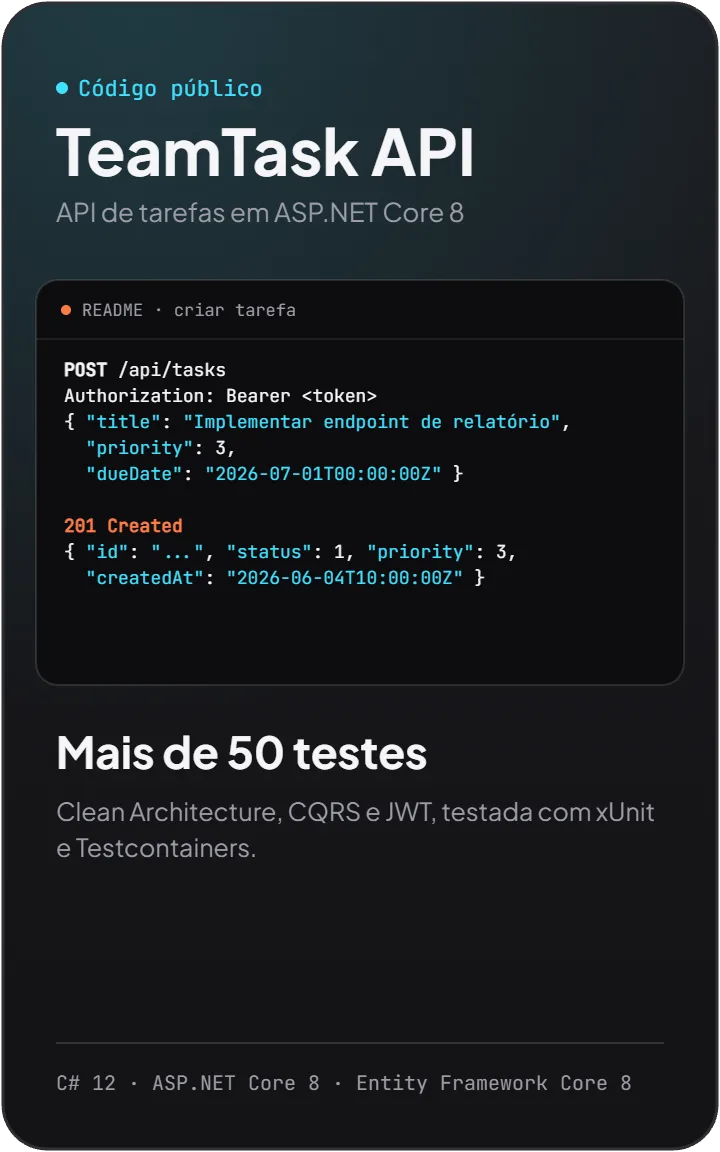 Código público
TeamTask API
API de tarefas em ASP.NET Core 8
README · criar tarefa
POST /api/tasks
Authorization: Bearer <token>
{ "title": "Implementar endpoint de relatório",
"priority": 3,
"dueDate": "2026-07-01T00:00:00Z" }
201 Created
{ "id": "...", "status": 1, "priority": 3,
"createdAt": "2026-06-04T10:00:00Z" }
Mais de 50 testes
Clean Architecture, CQRS e JWT, testada com xUnit
e Testcontainers.
C# 12 · ASP.NET Core 8 · Entity Framework Core 8